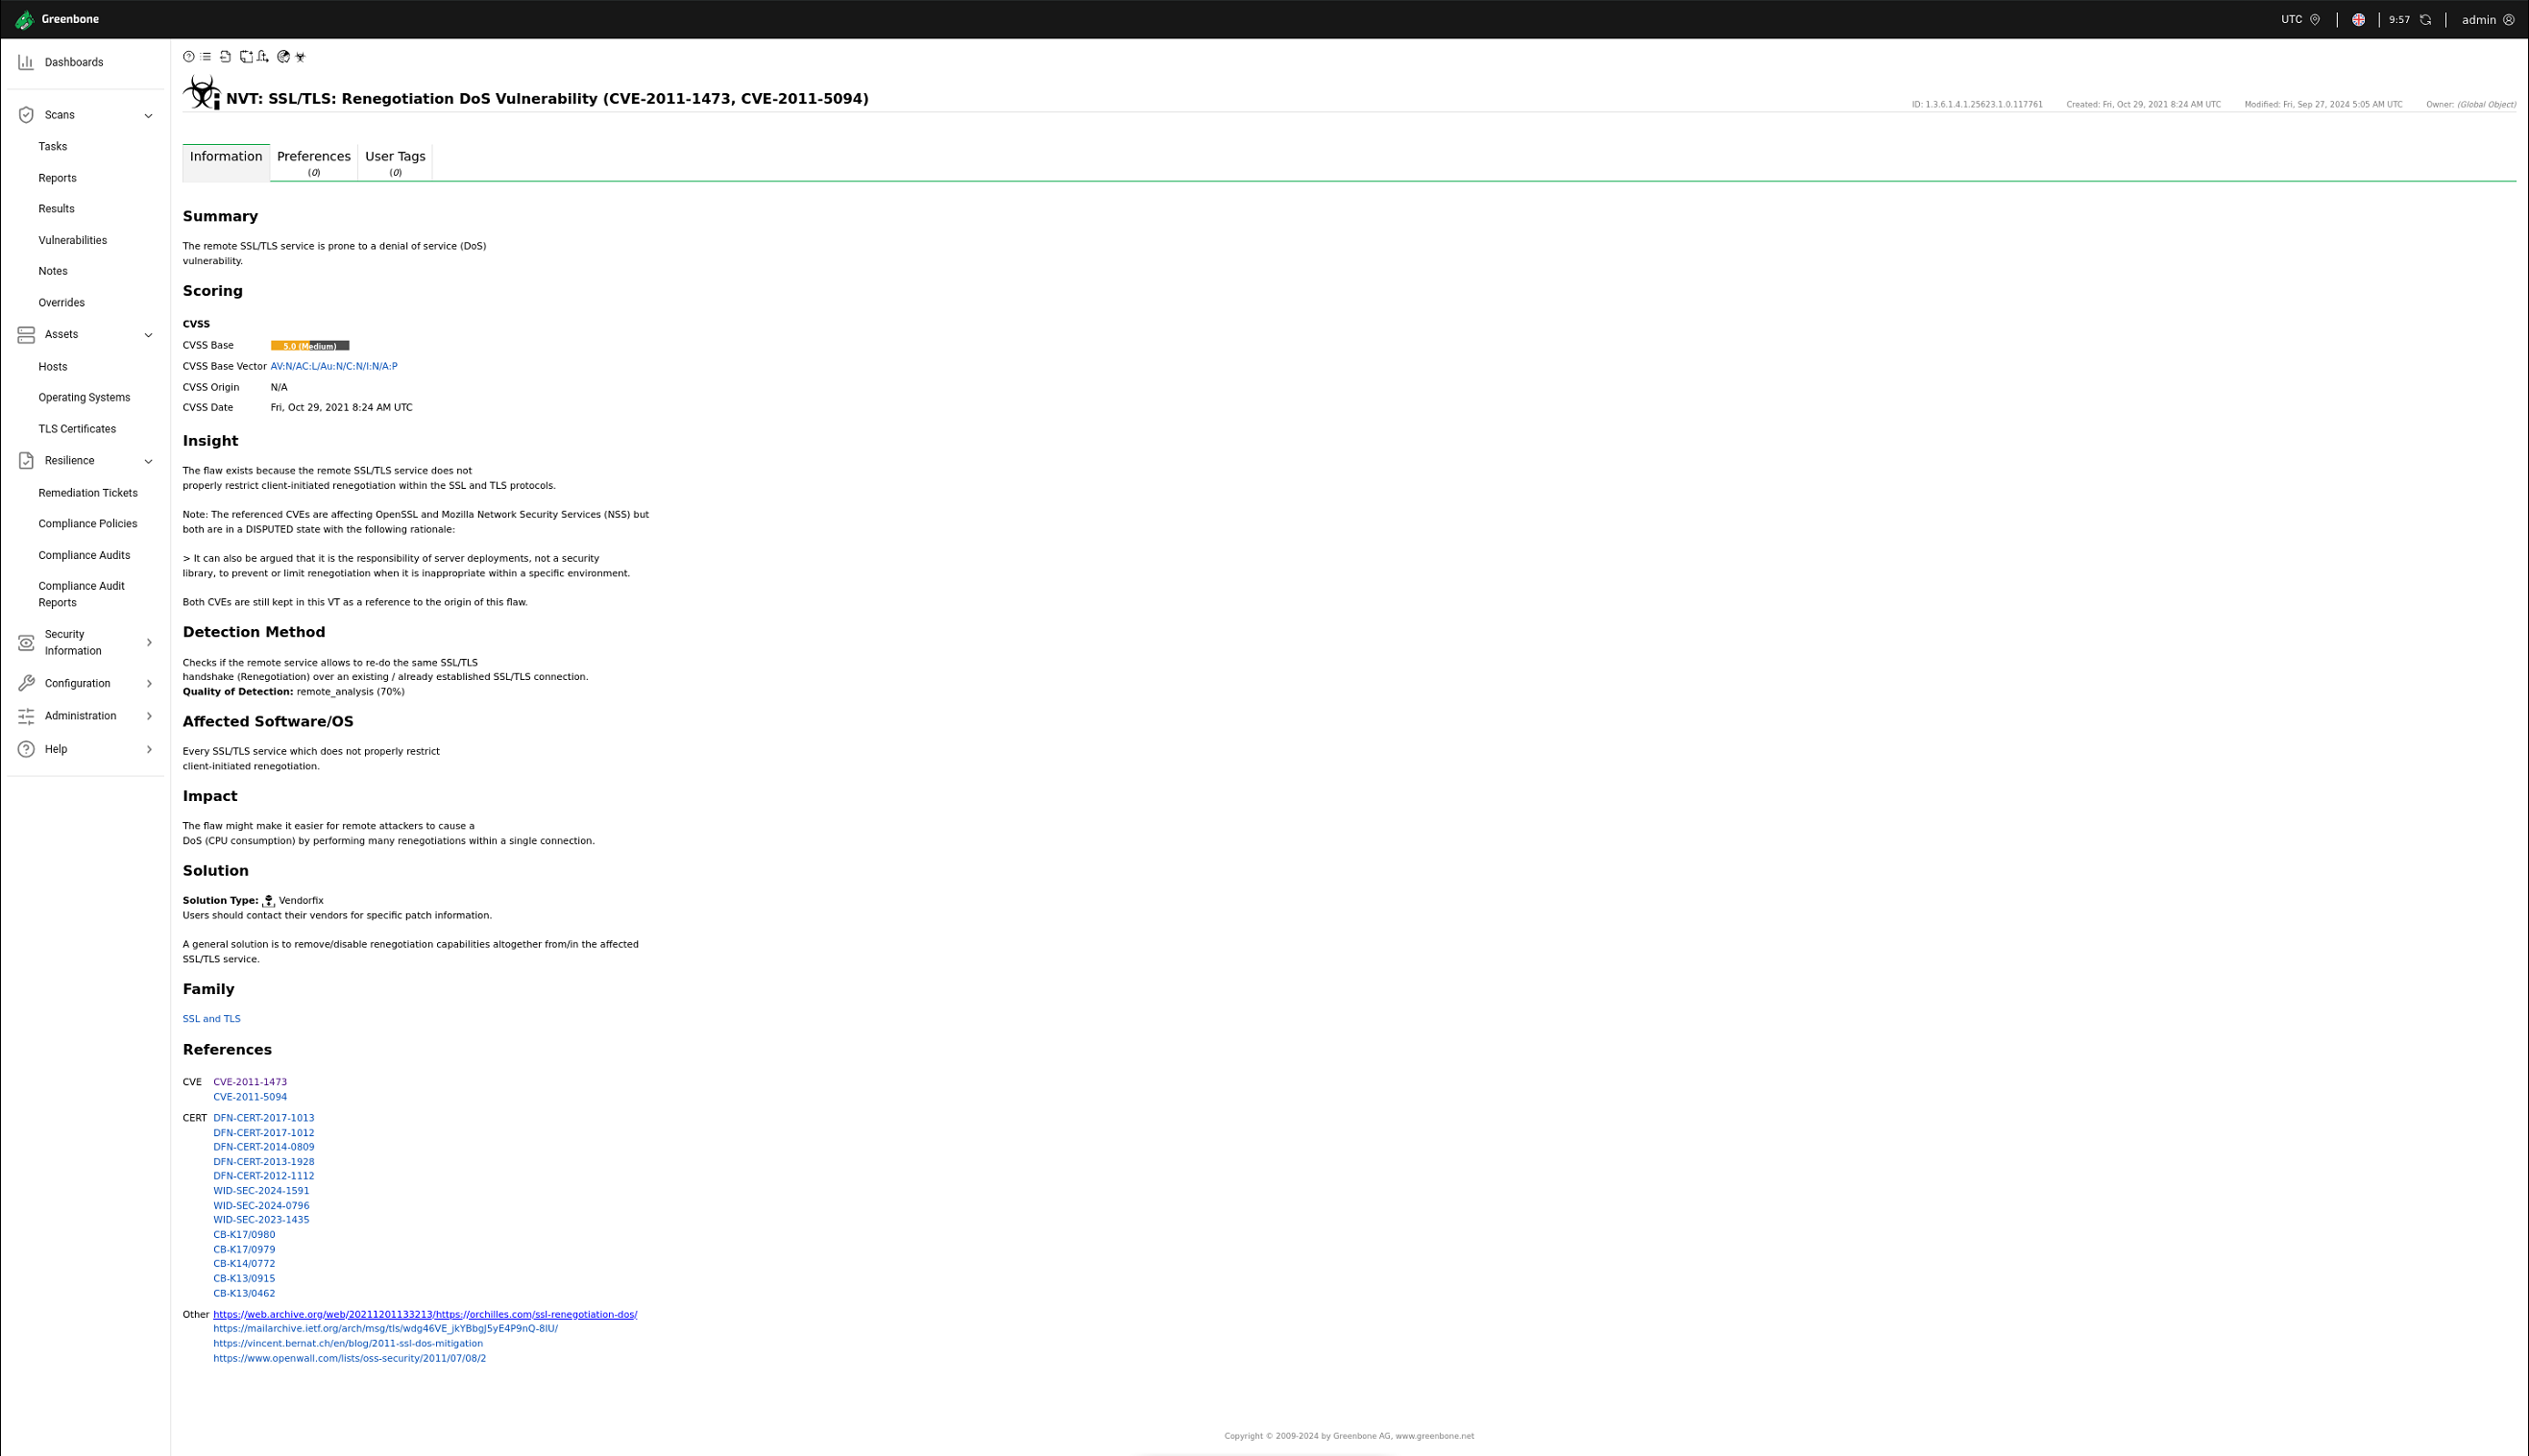 Greenbone
UTC
9:57
admin
Dashboards
Scans
Tasks
Reports
Results
Vulnerabilities
Notes
Overrides
Assets
Hosts
Operating Systems
TLS Certificates
Resilience
Remediation Tickets
Compliance Policies
Compliance Audits
Compliance Audit
Reports
Security
Information
Configuration
Administration
Help
NVT: SSL/TLS: Renegotiation DoS Vulnerability (CVE-2011-1473, CVE-2011-5094)
ID: 1.3.6.1.4.1.25623.1.0.117761 Created: Fri, Oct 29, 2021 8:24 AM UTC Modified: Fri, Sep 27, 2024 5:05 AM UTC Owner: (Global Object)
Information Preferences User Tags
(0) (0)
Summary
The remote SSL/TLS service is prone to a denial of service (DoS)
vulnerability.
Scoring
CVSS
CVSS Base 5.0 (Medium)
CVSS Base Vector AV:N/AC:L/Au:N/C:N/I:N/A:P
CVSS Origin N/A
CVSS Date Fri, Oct 29, 2021 8:24 AM UTC
Insight
The flaw exists because the remote SSL/TLS service does not
properly restrict client-initiated renegotiation within the SSL and TLS protocols.
Note: The referenced CVEs are affecting OpenSSL and Mozilla Network Security Services (NSS) but
both are in a DISPUTED state with the following rationale:
> It can also be argued that it is the responsibility of server deployments, not a security
library, to prevent or limit renegotiation when it is inappropriate within a specific environment.
Both CVEs are still kept in this VT as a reference to the origin of this flaw.
Detection Method
Checks if the remote service allows to re-do the same SSL/TLS
handshake (Renegotiation) over an existing / already established SSL/TLS connection.
Quality of Detection: remote_analysis (70%)
Affected Software/OS
Every SSL/TLS service which does not properly restrict
client-initiated renegotiation.
Impact
The flaw might make it easier for remote attackers to cause a
DoS (CPU consumption) by performing many renegotiations within a single connection.
Solution
Solution Type: Vendorfix
Users should contact their vendors for specific patch information.
A general solution is to remove/disable renegotiation capabilities altogether from/in the affected
SSL/TLS service.
Family
SSL and TLS
References
CVE CVE-2011-1473
CVE-2011-5094
CERT DFN-CERT-2017-1013
DFN-CERT-2017-1012
DFN-CERT-2014-0809
DFN-CERT-2013-1928
DFN-CERT-2012-1112
WID-SEC-2024-1591
WID-SEC-2024-0796
WID-SEC-2023-1435
CB-K17/0980
CB-K17/0979
CB-K14/0772
CB-K13/0915
CB-K13/0462
Other https://web.archive.org/web/20211201133213/https://orchilles.com/ssl-renegotiation-dos/
https://mailarchive.ietf.org/arch/msg/tls/wdg46VE_jkYBbgJ5yE4P9nQ-8IU/
https://vincent.bernat.ch/en/blog/2011-ssl-dos-mitigation
https://www.openwall.com/lists/oss-security/2011/07/08/2
Copyright © 2009-2024 by Greenbone AG, www.greenbone.net